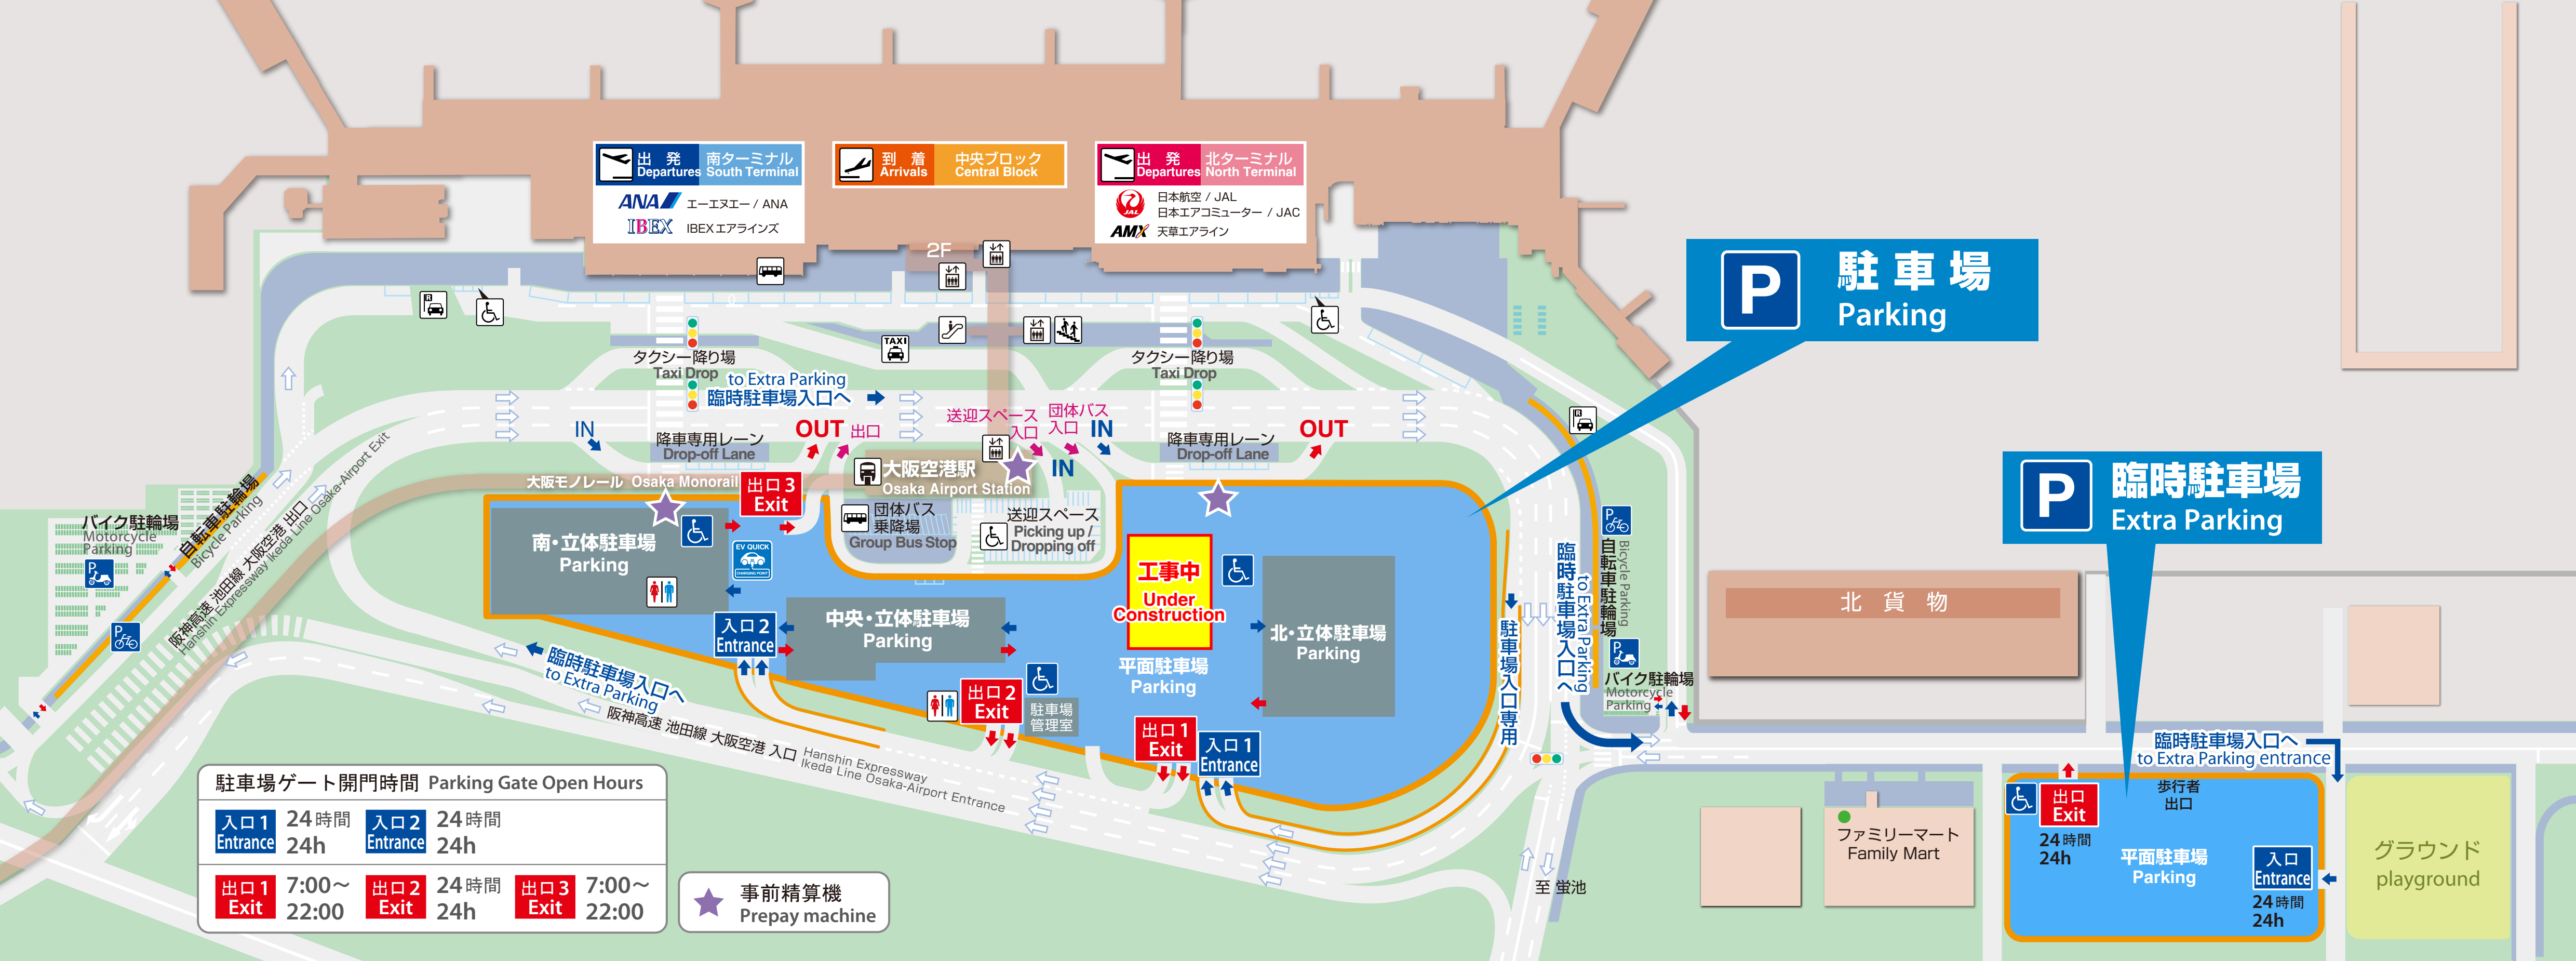 出 発
Departures
南ターミナル
South Terminal
ANA
エーエヌエー / ANA
IBEX
IBEXエアラインズ
到 着
Arrivals
中央ブロック
Central Block
出 発
Departures
北ターミナル
North Terminal
JAL
日本航空 / JAL
日本エアコミューター / JAC
AMX
天草エアライン
2F
P
駐 車 場
Parking
R
TAXI
タクシー降り場
Taxi Drop
to Extra Parking
臨時駐車場入口へ
タクシー降り場
Taxi Drop
IN
降車専用レーン
Drop-off Lane
OUT
出口
送迎スペース
入口
団体バス
入口
IN
IN
降車専用レーン
Drop-off Lane
OUT
R
大阪モノレール Osaka Monorail
大阪空港駅
Osaka Airport Station
出口 3
Exit
団体バス
乗降場
Group Bus Stop
送迎スペース
Picking up /
Dropping off
P
臨時駐車場
Extra Parking
バイク駐輪場
Motorcycle
Parking
P
自転車駐輪場
Bicycle Parking
阪神高速 池田線 大阪空港 出口
Hanshin Expressway Ikeda Line Osaka-Airport Exit
南・立体駐車場
Parking
EV QUICK
CHARGING POINT
入口 2
Entrance
中央・立体駐車場
Parking
工事中
Under
Construction
平面駐車場
Parking
北・立体駐車場
Parking
駐車場入口専用
臨時駐車場入口へ
to Extra Parking
P
自転車駐輪場
Bicycle Parking
P
バイク駐輪場
Motorcycle
Parking
北 貨 物
臨時駐車場入口へ
to Extra Parking
出口 2
Exit
駐車場
管理室
出口 1
Exit
入口 1
Entrance
阪神高速 池田線 大阪空港 入口
Hanshin Expressway
Ikeda Line Osaka-Airport Entrance
臨時駐車場入口へ
to Extra Parking entrance
歩行者
出口
出口
Exit
24時間
24h
平面駐車場
Parking
入口
Entrance
24時間
24h
グラウンド
playground
ファミリーマート
Family Mart
至 蛍池
駐車場ゲート開門時間 Parking Gate Open Hours
入口 1
Entrance
24時間
24h
入口 2
Entrance
24時間
24h
出口 1
Exit
7:00～
22:00
出口 2
Exit
24時間
24h
出口 3
Exit
7:00～
22:00
事前精算機
Prepay machine